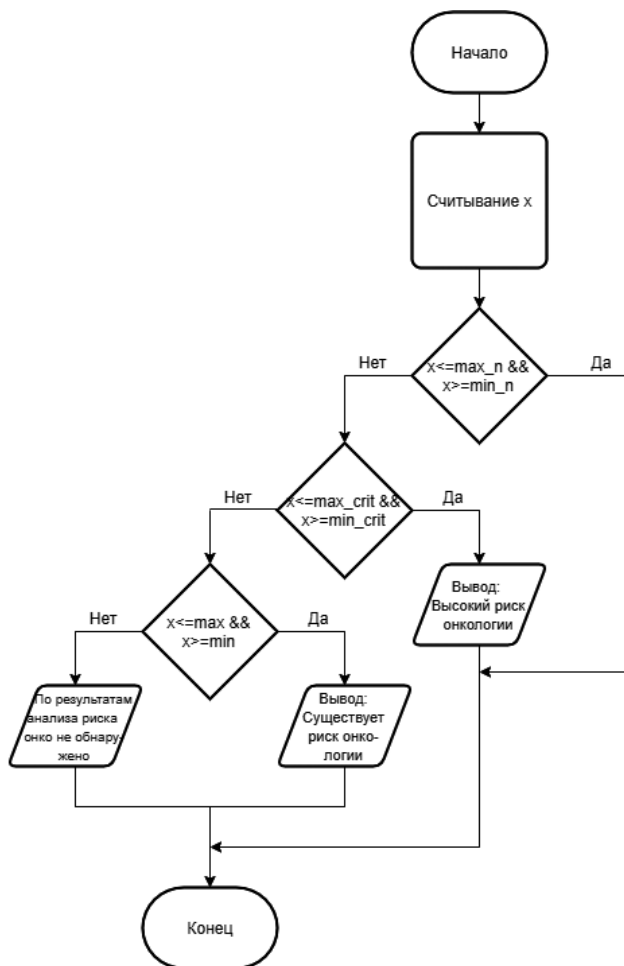 Начало
Считывание x
x<=max_n &&
x>=min_n
Нет
Да
x<=max_crit &&
x>=min_crit
Нет
Да
x<=max &&
x>=min
Нет
Да
Вывод:
Высокий риск
онкологии
По результатам
анализа риска
онко не обнару-
жено
Вывод:
Существует
риск онко-
логии
Конец